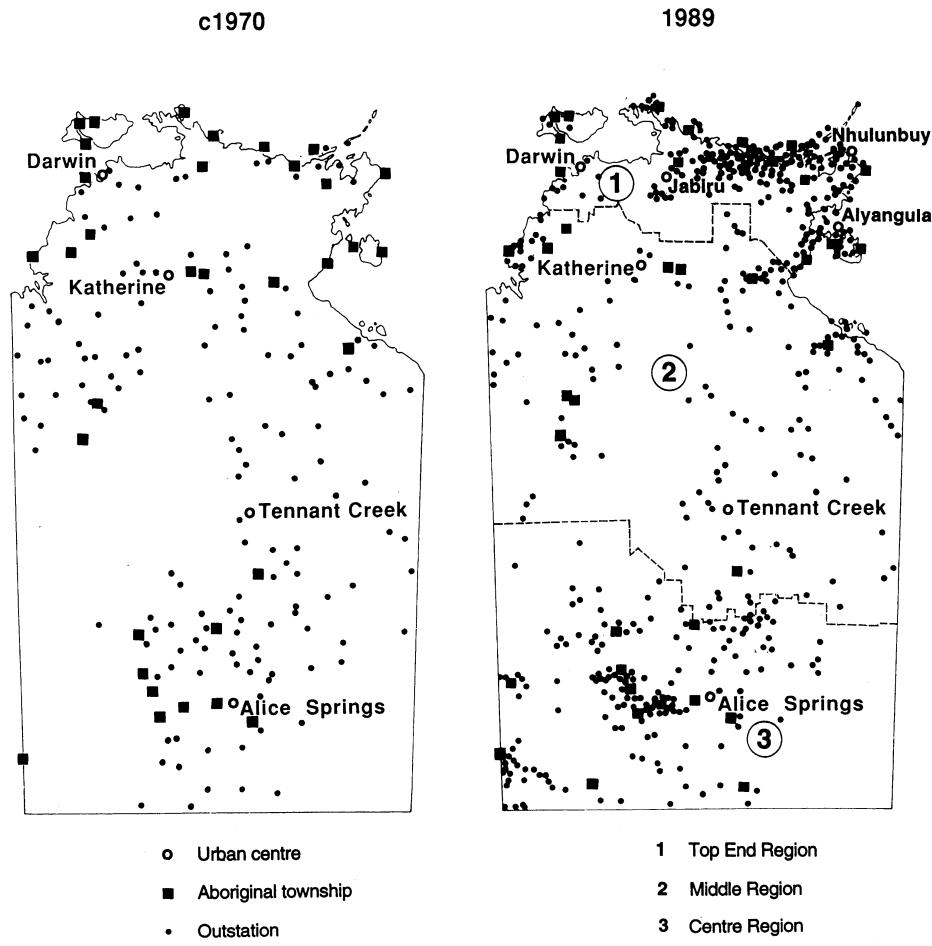 c1970
1989
Darwin
Katherine
Tennant Creek
Alice Springs
Darwin
Nhulunbuy
1
Jabiru
Alyangula
Katherine
2
Tennant Creek
Alice Springs
3
Urban centre
Aboriginal township
Outstation
1 Top End Region
2 Middle Region
3 Centre Region